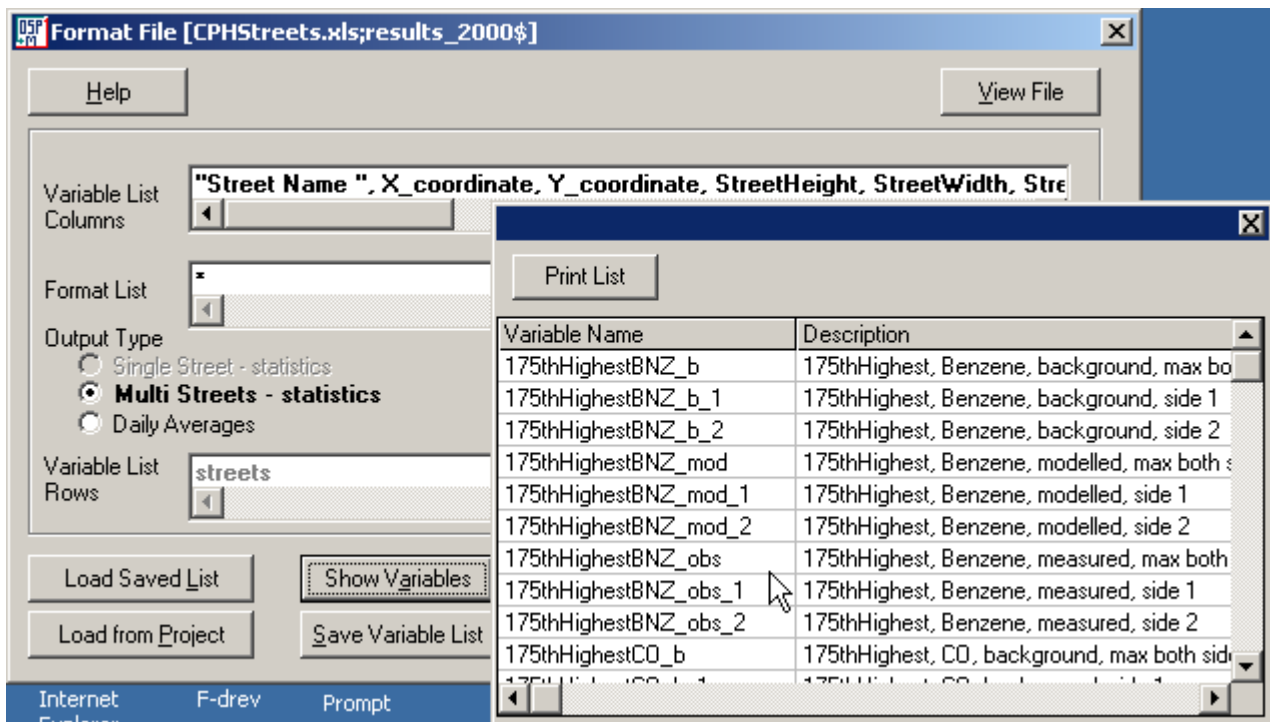 OSP
M
Format File [CPHStreets.xls;results_2000$]
Help
View File
Variable List
Columns
"Street Name ", X_coordinate, Y_coordinate, StreetHeight, StreetWidth, Stre
Format List
*
Output Type
Single Street - statistics
Multi Streets - statistics
Daily Averages
Variable List
Rows
streets
Load Saved List
Show Variables
Load from Project
Save Variable List
Print List
Variable Name Description
175thHighestBNZ_b 175thHighest, Benzene, background, max bo
175thHighestBNZ_b_1 175thHighest, Benzene, background, side 1
175thHighestBNZ_b_2 175thHighest, Benzene, background, side 2
175thHighestBNZ_mod 175thHighest, Benzene, modelled, max both s
175thHighestBNZ_mod_1 175thHighest, Benzene, modelled, side 1
175thHighestBNZ_mod_2 175thHighest, Benzene, modelled, side 2
175thHighestBNZ_obs 175thHighest, Benzene, measured, max both
175thHighestBNZ_obs_1 175thHighest, Benzene, measured, side 1
175thHighestBNZ_obs_2 175thHighest, Benzene, measured, side 2
175thHighestCO_b 175thHighest, CO, background, max both side
Internet
F-drev
Prompt